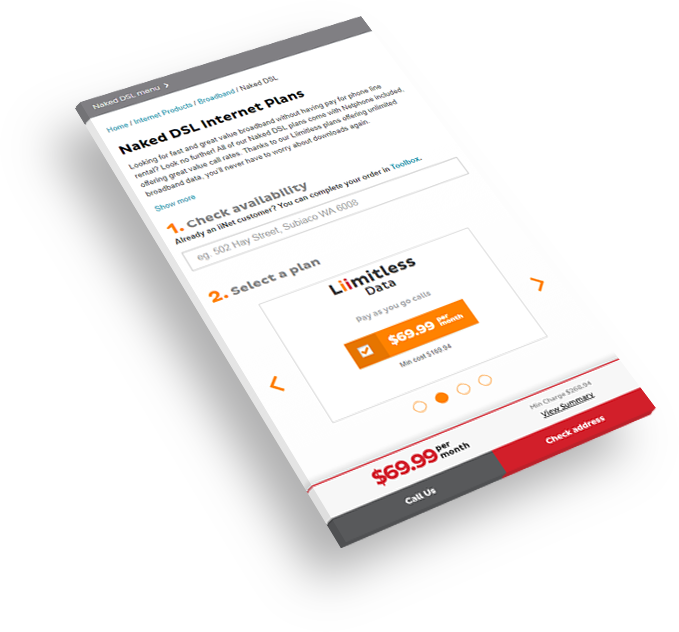 Naked DSL menu >
Home / Internet Products / Broadband / Naked DSL
Naked DSL Internet Plans
Looking for fast and great value broadband without having pay for phone line
rental? Look no further! All of our Naked DSL plans come with Netphone included,
offering great value call rates. Thanks to our Liimitless plans offering unlimited
broadband data, you'll never have to worry about downloads again.
Show more
1. Check availability
Already an iiNet customer? You can complete your order in Toolbox.
eg. 502 Hay Street, Subiaco WA 6008
2. Select a plan
Liimitless
Data
Pay as you go calls
$69.99 per
month
Min cost $169.94
$69.99 per
month
Min Charge $268.94
View Summary
Call Us
Check address